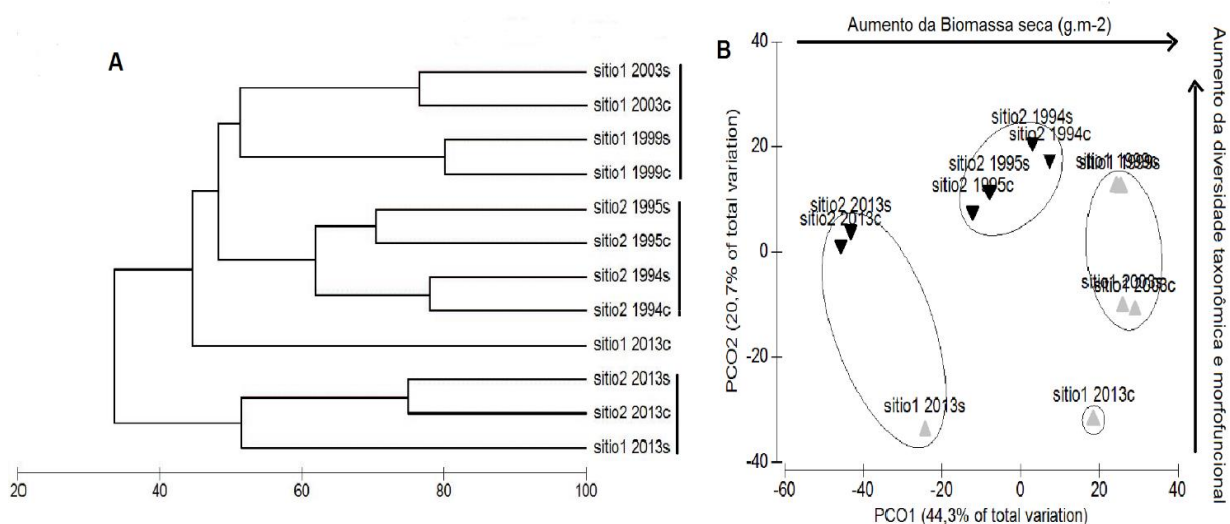 A
sitio1 2003s
sitio1 2003c
sitio1 1999s
sitio1 1999c
sitio2 1995s
sitio2 1995c
sitio2 1994s
sitio2 1994c
sitio1 2013c
sitio2 2013s
sitio2 2013c
sitio1 2013s
20
40
60
80
100
B
Aumento da Biomassa seca (g.m-2)
40
20
0
-20
-40
PCO2 (20,7% of total variation)
sitio2 1994s
sitio2 1994c
sitio2 1995s
sitio2 1995c
sitio2 2013s
sitio2 2013c
sitio1 1999s
sitio1 2003c
sitio1 2013s
sitio1 2013c
-60
-40
-20
0
20
40
PCO1 (44,3% of total variation)
Aumento da diversidade taxonômica e morfofuncional